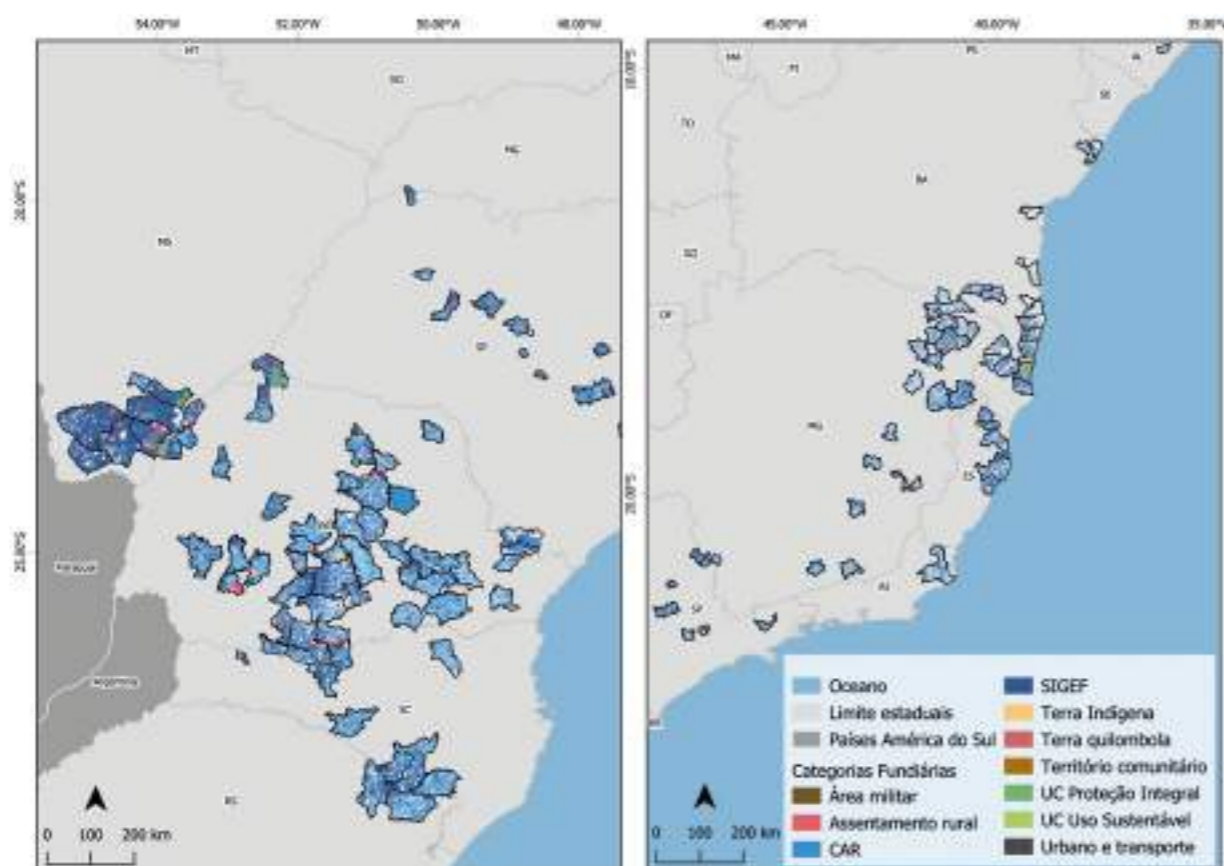 54.00°W 52.00°W 50.00°W 48.00°W
45.00°W 40.00°W 35.00°W
MT
MA
PI
PE
AL
SE
TO
BA
MG
MS
20.00°S
GO
DF
MG
ES
20.00°S
25.00°S
Paraguai
RJ
SP
Argentina
SC
RS
Oceano
Limite estaduais
Países América do Sul
Categorias Fundiárias
Área militar
Assentamento rural
CAR
SIGEF
Terra Indígena
Terra quilombola
Território comunitário
UC Proteção Integral
UC Uso Sustentável
Urbano e transporte
0 100 200 km
0 100 200 km